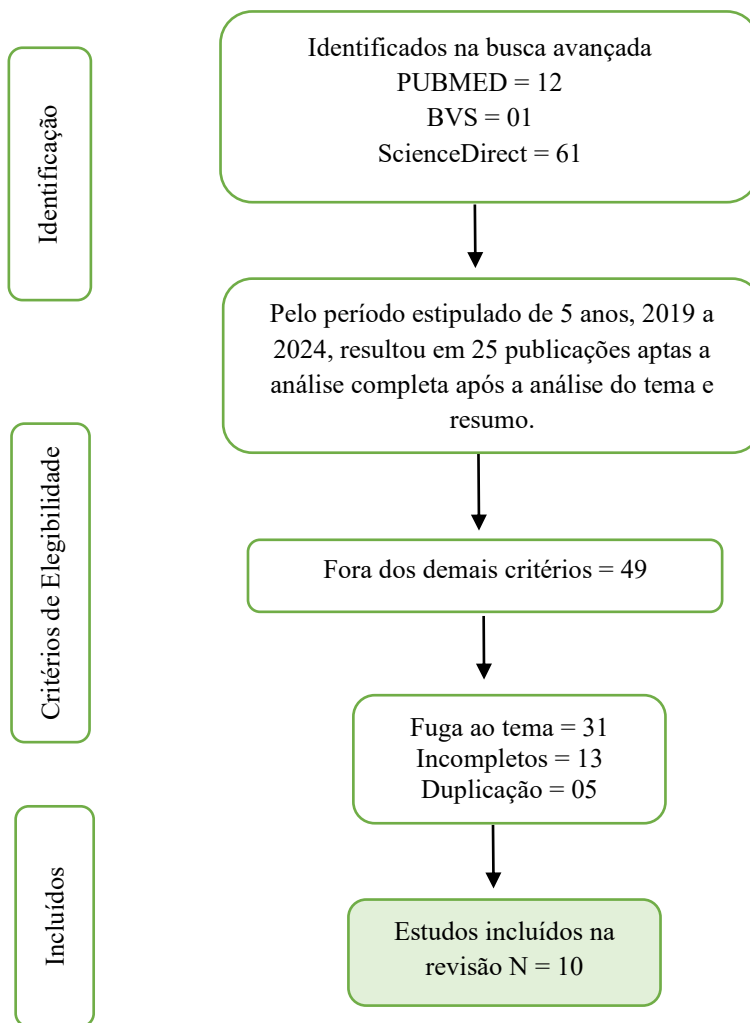 Identificação
Identificados na busca avançada
PUBMED = 12
BVS = 01
ScienceDirect = 61
Pelo período estipulado de 5 anos, 2019 a
2024, resultou em 25 publicações aptas a
análise completa após a análise do tema e
resumo.
Critérios de Elegibilidade
Fora dos demais critérios = 49
Fuga ao tema = 31
Incompletos = 13
Duplicação = 05
Incluídos
Estudos incluídos na
revisão N = 10